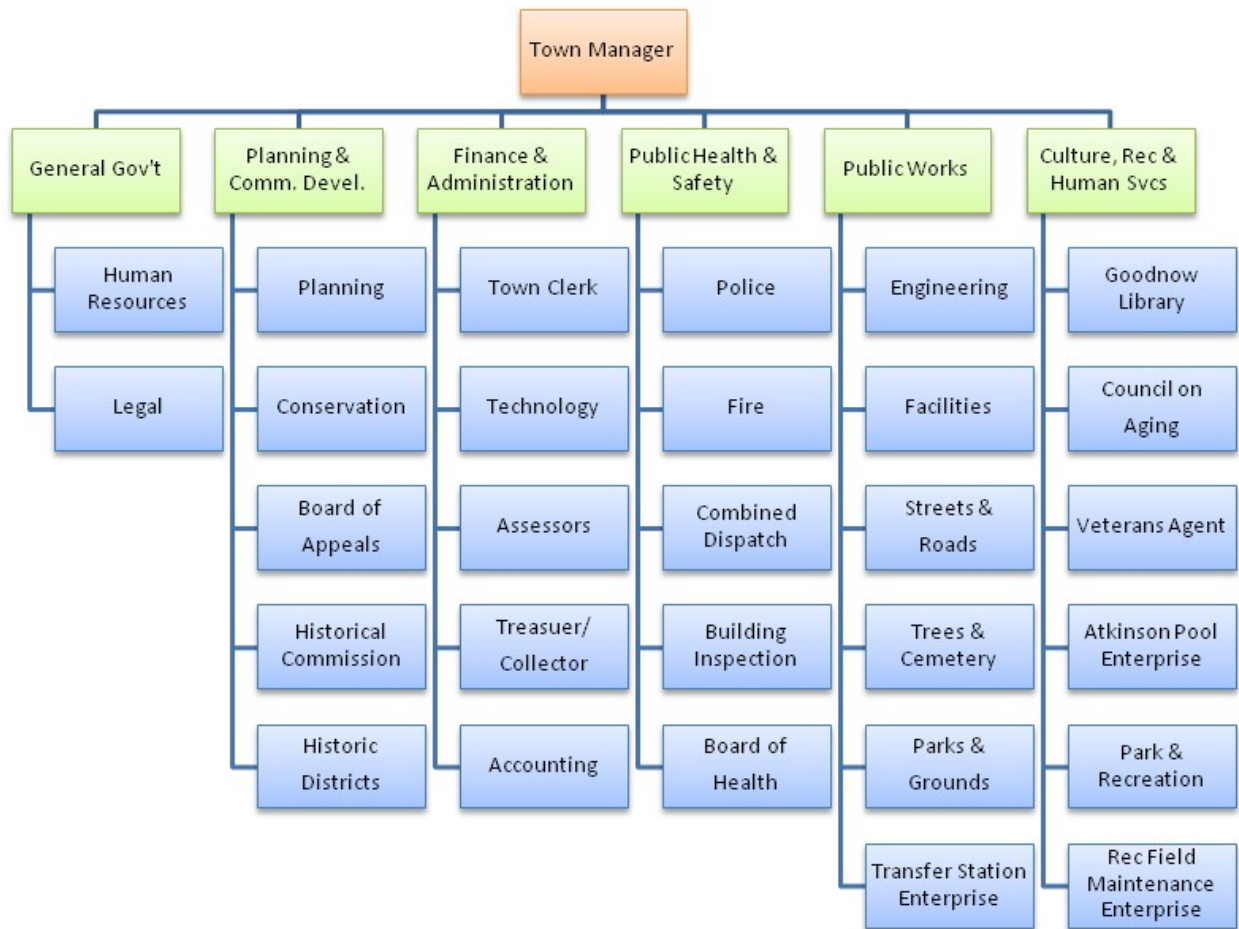 Town Manager
General Gov't
Planning &
Comm. Devel.
Finance &
Administration
Public Health &
Safety
Public Works
Culture, Rec &
Human Svcs
Human
Resources
Legal
Planning
Conservation
Board of
Appeals
Historical
Commission
Historic
Districts
Town Clerk
Technology
Assessors
Treasuer/
Collector
Accounting
Police
Fire
Combined
Dispatch
Building
Inspection
Board of
Health
Engineering
Facilities
Streets &
Roads
Trees &
Cemetery
Parks &
Grounds
Transfer Station
Enterprise
Goodnow
Library
Council on
Aging
Veterans Agent
Atkinson Pool
Enterprise
Park &
Recreation
Rec Field
Maintenance
Enterprise